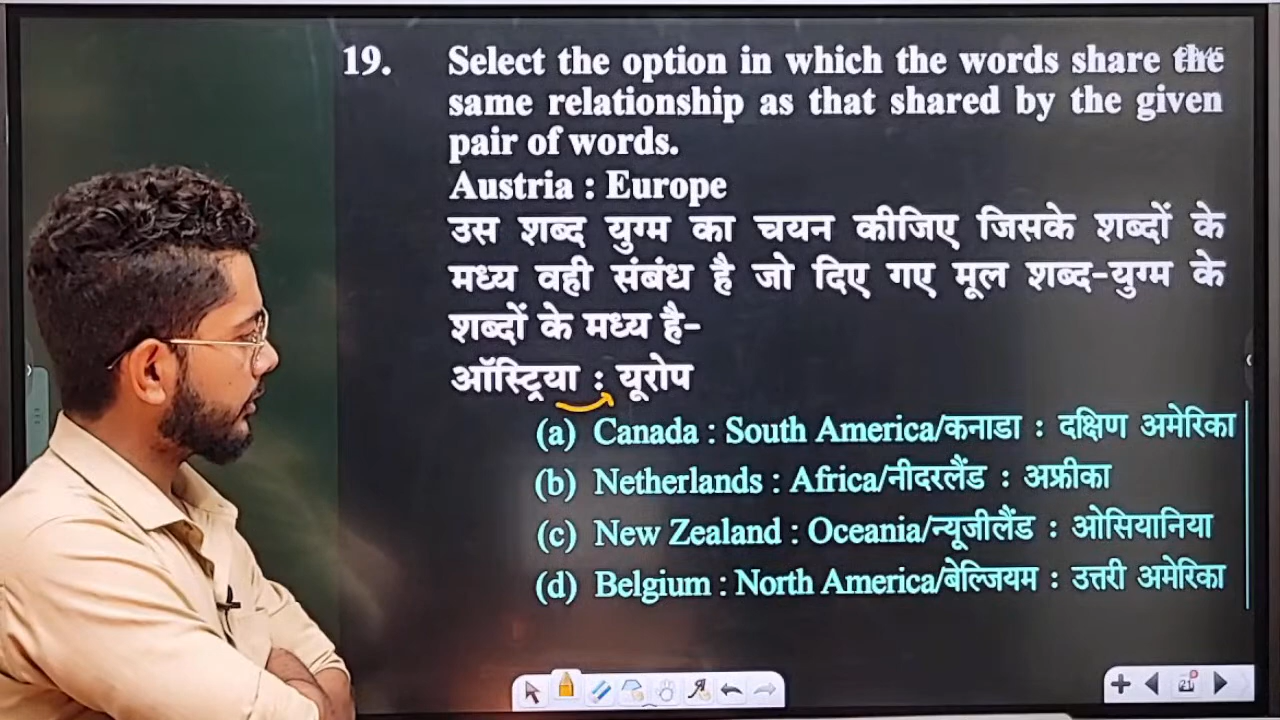 19. Select the option in which the words share the
same relationship as that shared by the given
pair of words.
Austria : Europe
उस शब्द युग्म का चयन कीजिए जिसके शब्दों के
मध्य वही संबंध है जो दिए गए मूल शब्द-युग्म के
शब्दों के मध्य है-
ऑस्ट्रिया : यूरोप
(a) Canada : South America/कनाडा : दक्षिण अमेरिका
(b) Netherlands : Africa/नीदरलैंड : अफ्रीका
(c) New Zealand : Oceania/न्यूजीलैंड : ओसियानिया
(d) Belgium : North America/बेल्जियम : उत्तरी अमेरिका
21